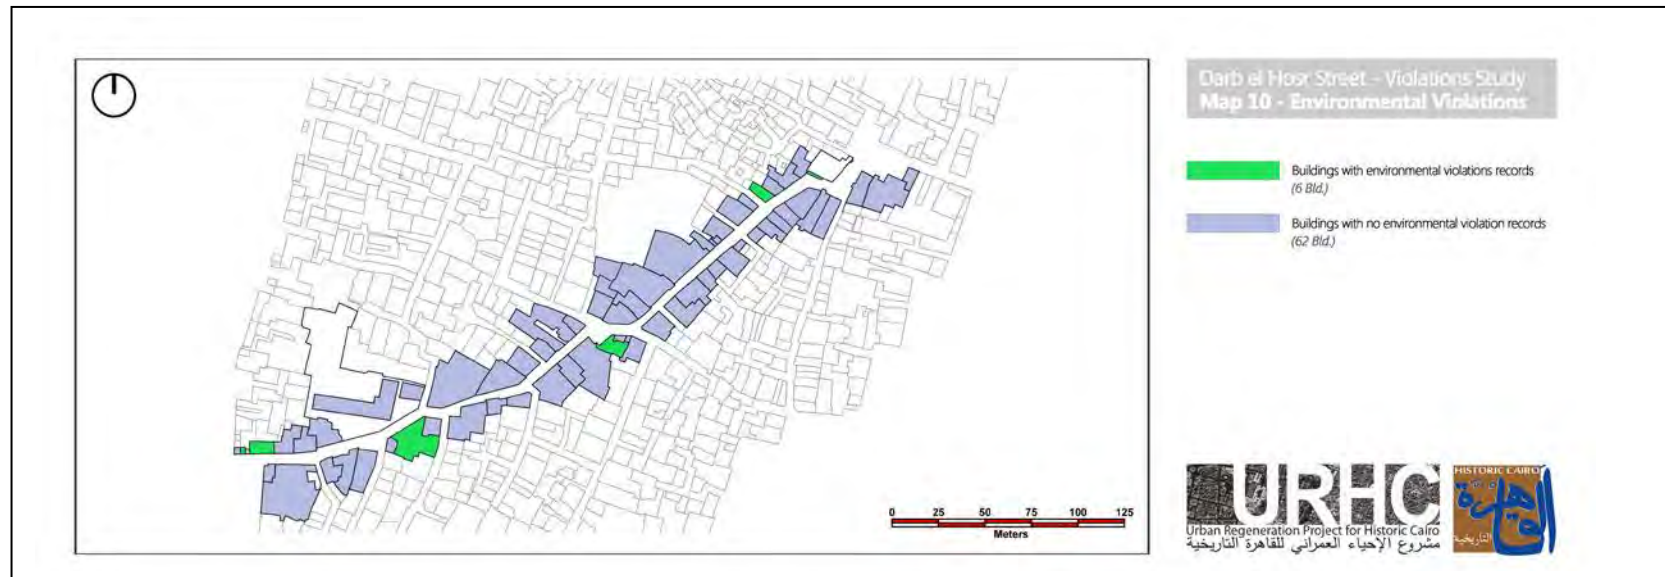 Darb el Hosr Street - Violations Study
Map 10 - Environmental Violations
Buildings with environmental violations records
(6 Bld.)
Buildings with no environmental violation records
(62 Bld.)
0 25 50 75 100 125
Meters
URHC
Urban Regeneration Project for Historic Cairo
مشروع الإحياء العمراني للقاهرة التاريخية
HISTORIC CAIRO
القاهرة
التاريخية